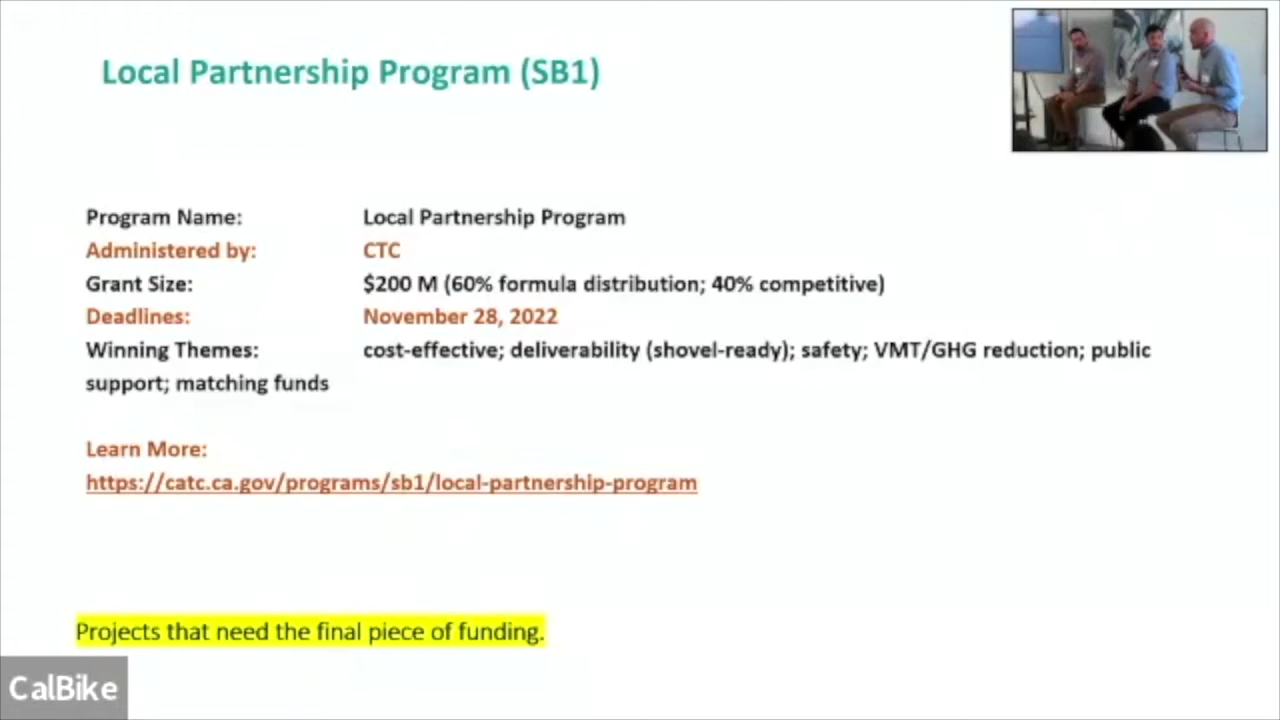 Local Partnership Program (SB1)
Program Name: Local Partnership Program
Administered by: CTC
Grant Size: $200 M (60% formula distribution; 40% competitive)
Deadlines: November 28, 2022
Winning Themes: cost-effective; deliverability (shovel-ready); safety; VMT/GHG reduction; public
support; matching funds
Learn More:
https://catc.ca.gov/programs/sb1/local-partnership-program
Projects that need the final piece of funding.
CalBike